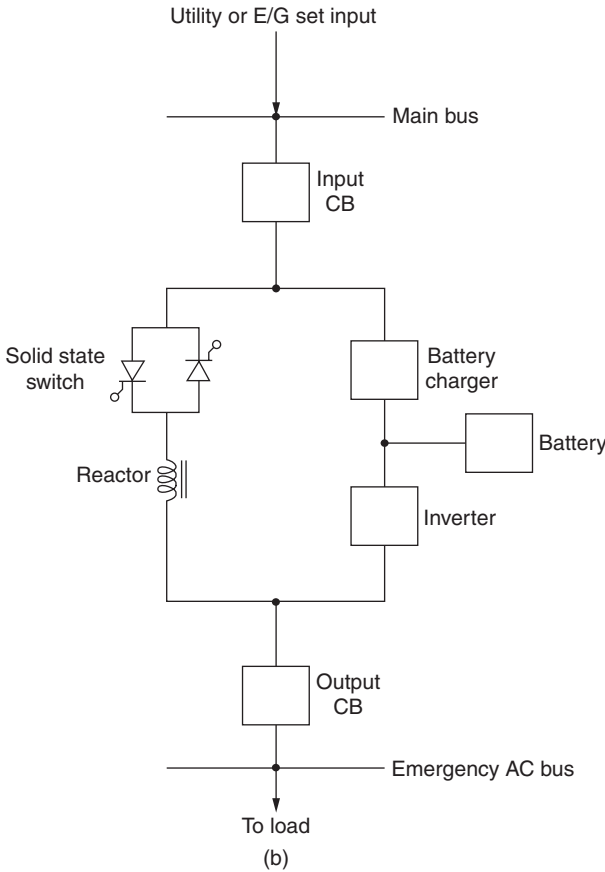 Utility or E/G set input
Main bus
Input
CB
Solid state
switch
Battery
charger
Battery
Reactor
Inverter
Output
CB
Emergency AC bus
To load
(b)